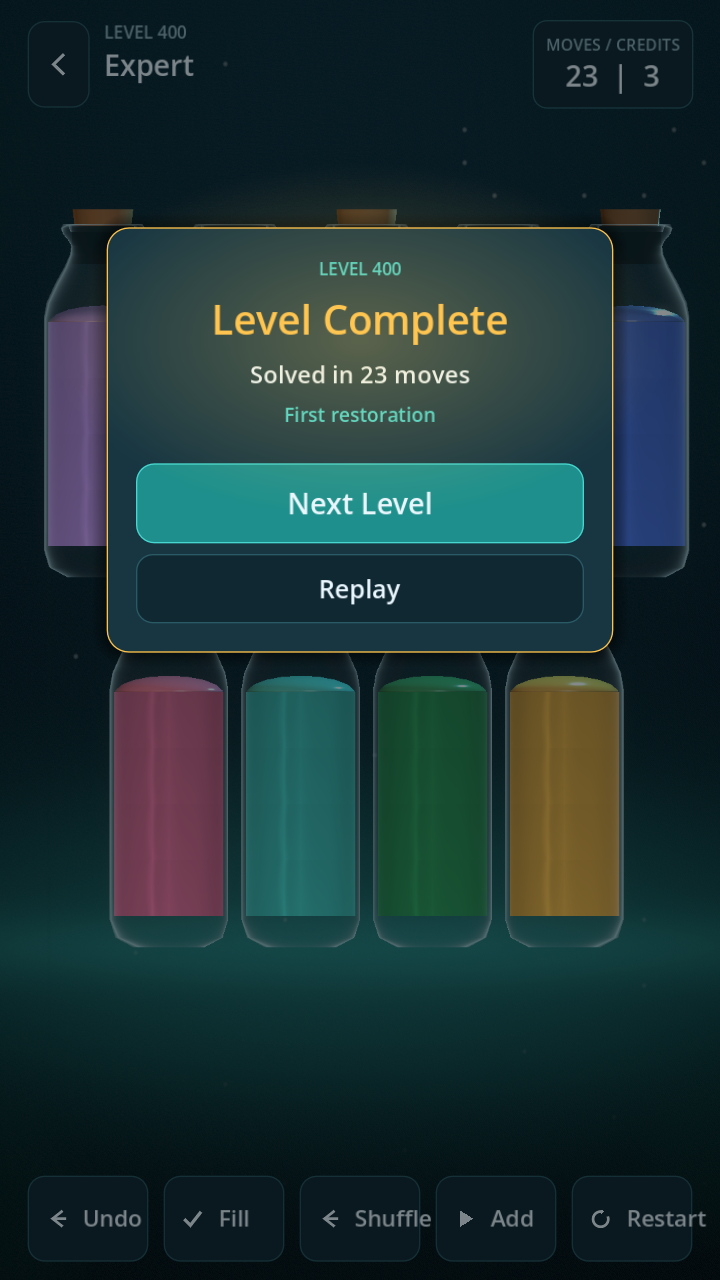 LEVEL 400
Expert
MOVES / CREDITS
23 | 3
LEVEL 400
Level Complete
Solved in 23 moves
First restoration
Next Level
Replay
Undo
Fill
Shuffle
Add
Restart